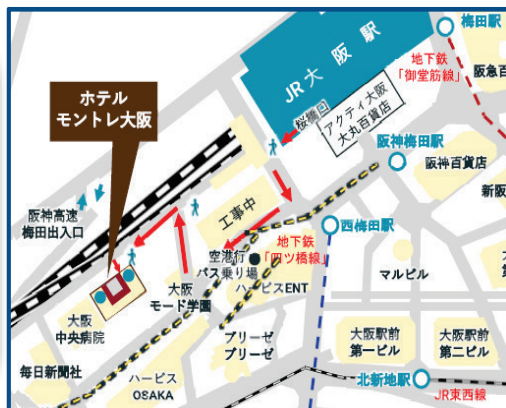 梅田駅
地下鉄
「御堂筋線」
阪急百
JR大阪駅
桜橋口
アクティ大阪
大丸百貨店
ホテル
モントレ大阪
阪神梅田駅
阪神百貨店
新阪
阪神高速
梅田出入口
工事中
西梅田駅
地下鉄
「四ツ橋線」
空港行
バス乗り場
ハービスENT
マルビル
大阪
モード学園
大阪
中央病院
ブリーゼ
ブリーゼ
大阪駅前
第一ビル
大阪駅前
第二ビル
毎日新聞社
ハービス
OSAKA
北新地駅
JR東西線